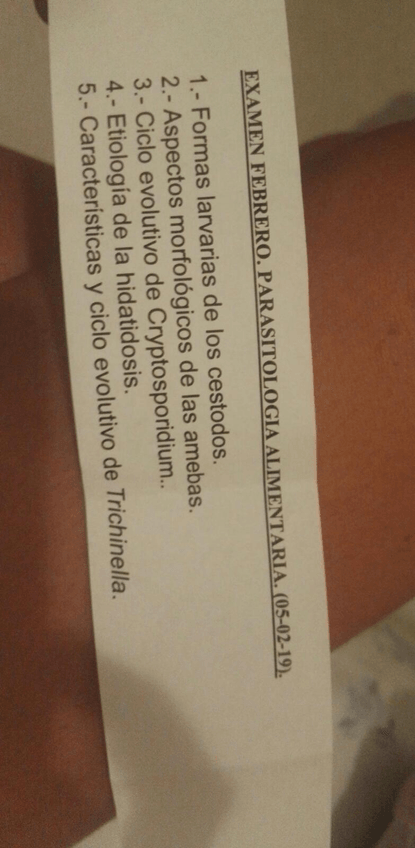 EXAMEN FEBRERO. PARASITOLOGIA ALIMENTARIA. (05-02-19).
1.- Formas larvarias de los cestodos.
2.- Aspectos morfológicos de las amebas.
3.- Ciclo evolutivo de Cryptosporidium..
4.- Etiología de la hidatidosis.
5.- Características y ciclo evolutivo de Trichinella.